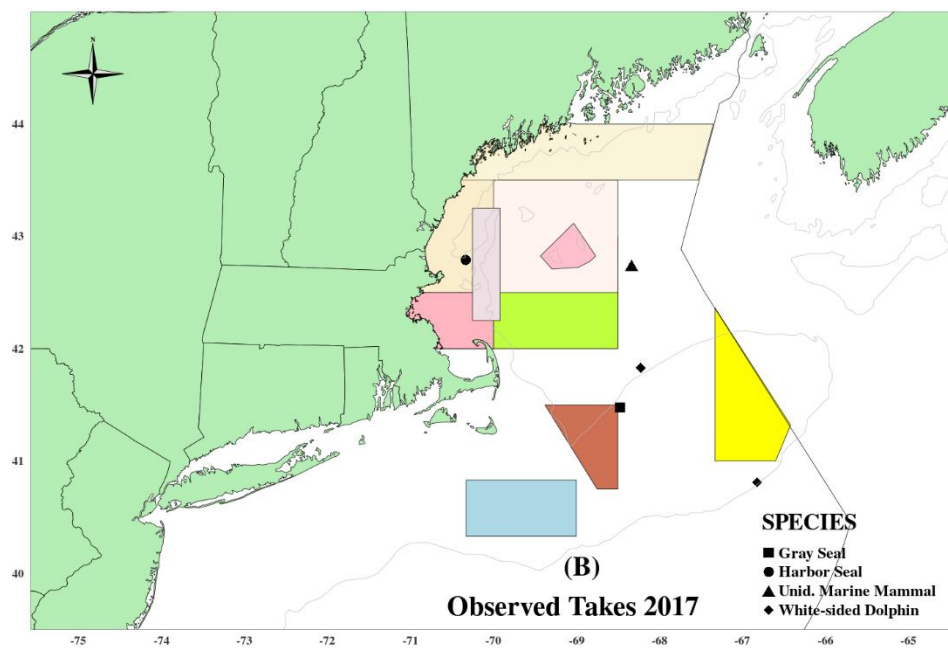 N
44
43
42
41
40
SPECIES
Gray Seal
Harbor Seal
Unid. Marine Mammal
White-sided Dolphin
(B)
Observed Takes 2017
-75
-74
-73
-72
-71
-70
-69
-68
-67
-66
-65